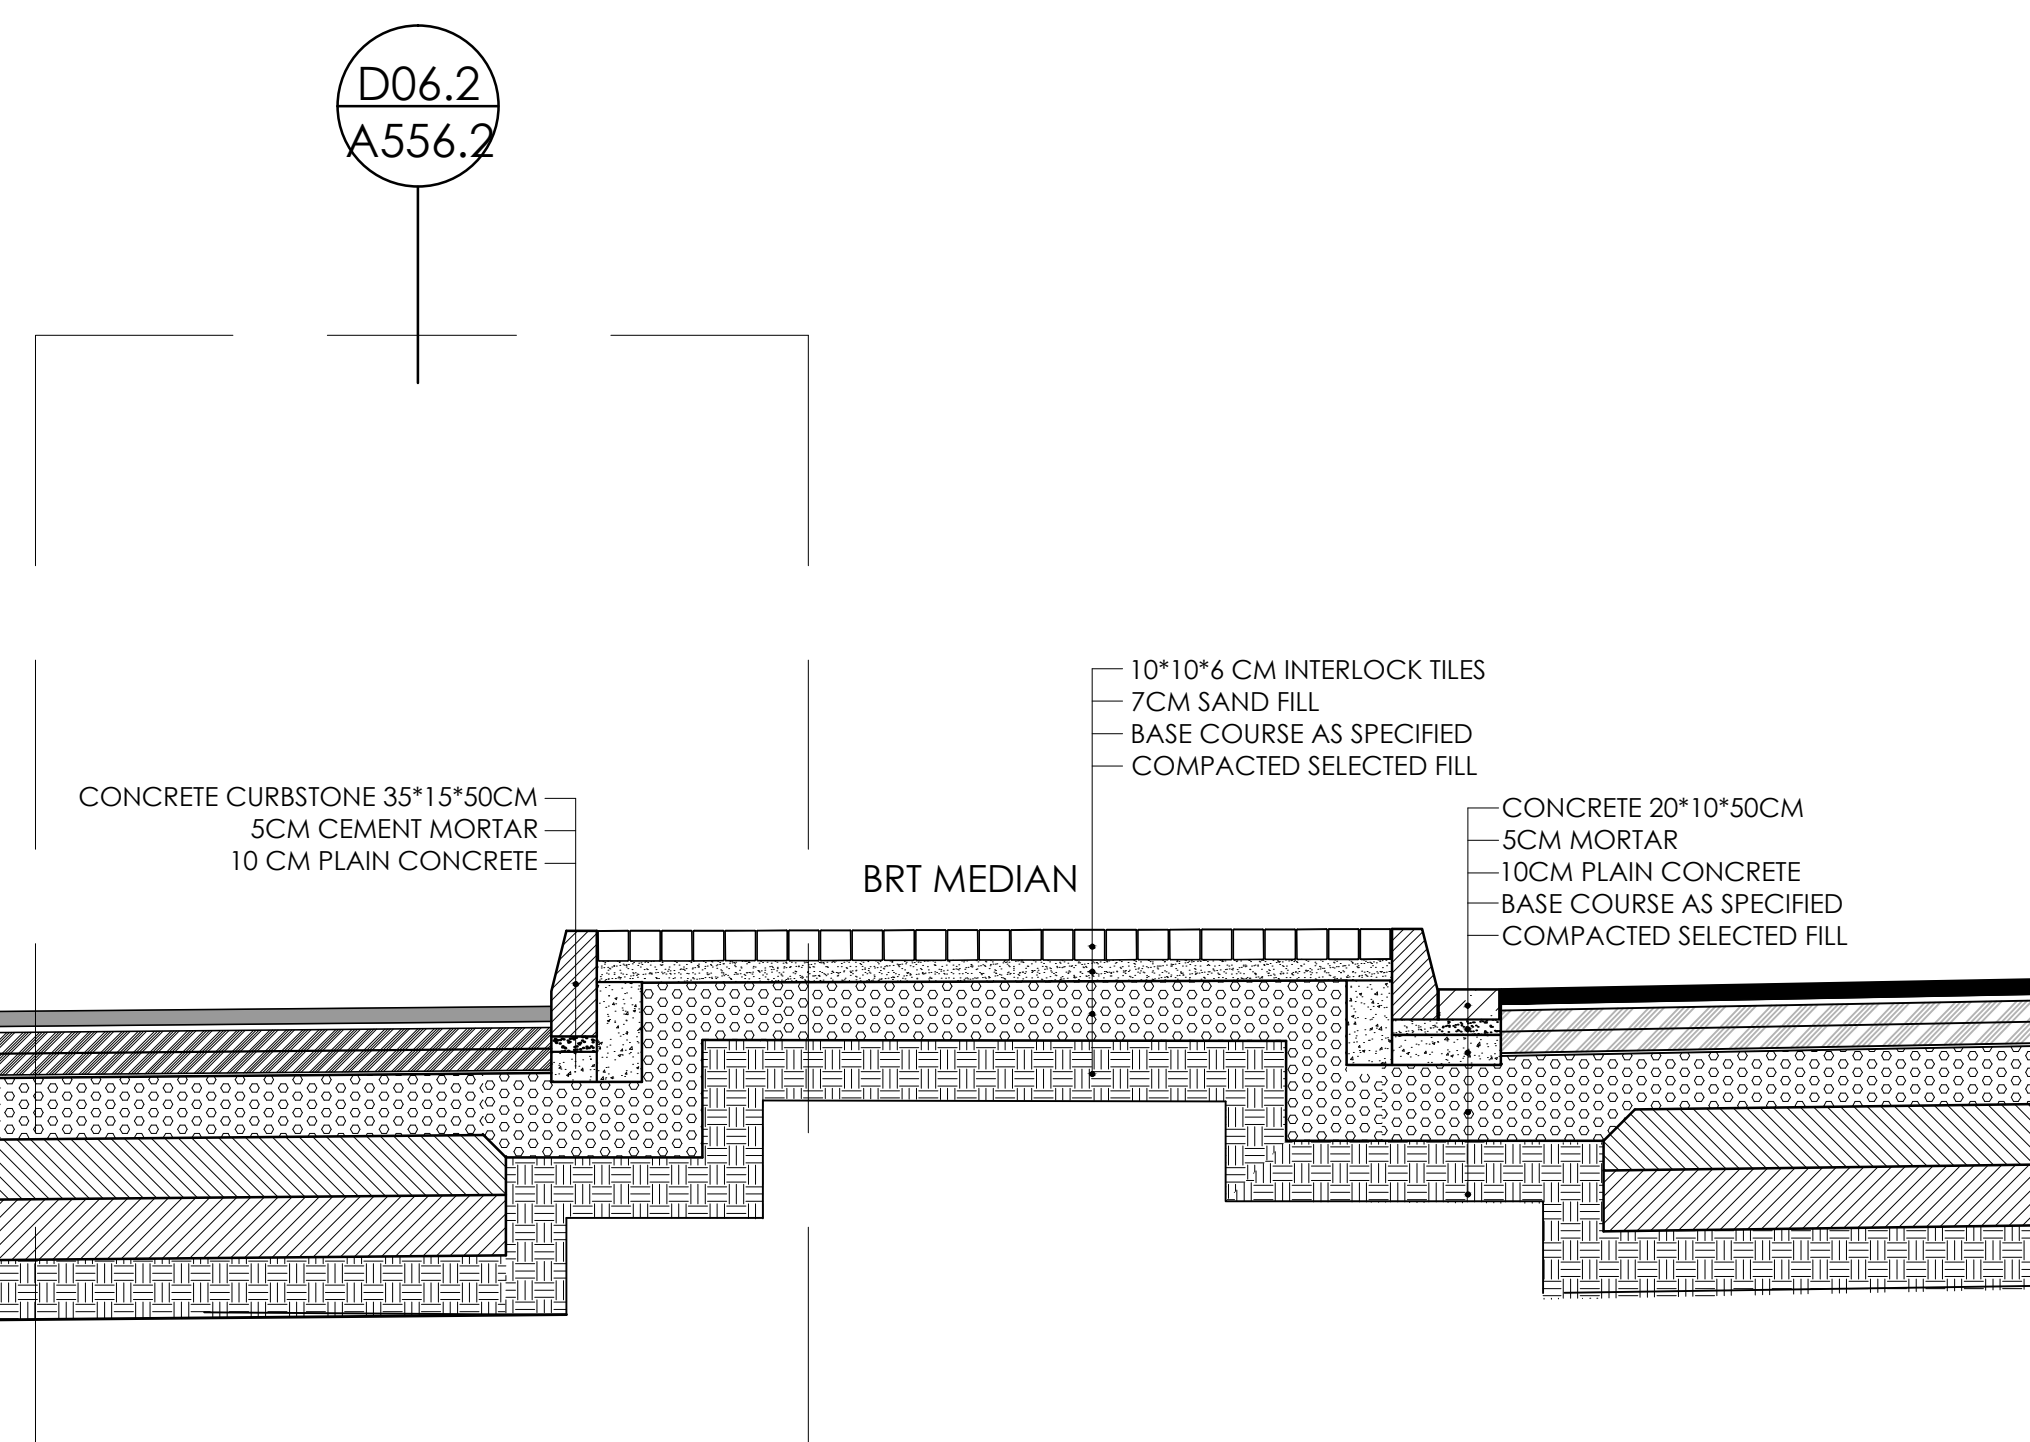 D06.2
A556.2
10*10*6 CM INTERLOCK TILES
7CM SAND FILL
BASE COURSE AS SPECIFIED
COMPACTED SELECTED FILL
CONCRETE CURBSTONE 35*15*50CM
5CM CEMENT MORTAR
10 CM PLAIN CONCRETE
BRT MEDIAN
CONCRETE 20*10*50CM
5CM MORTAR
10CM PLAIN CONCRETE
BASE COURSE AS SPECIFIED
COMPACTED SELECTED FILL